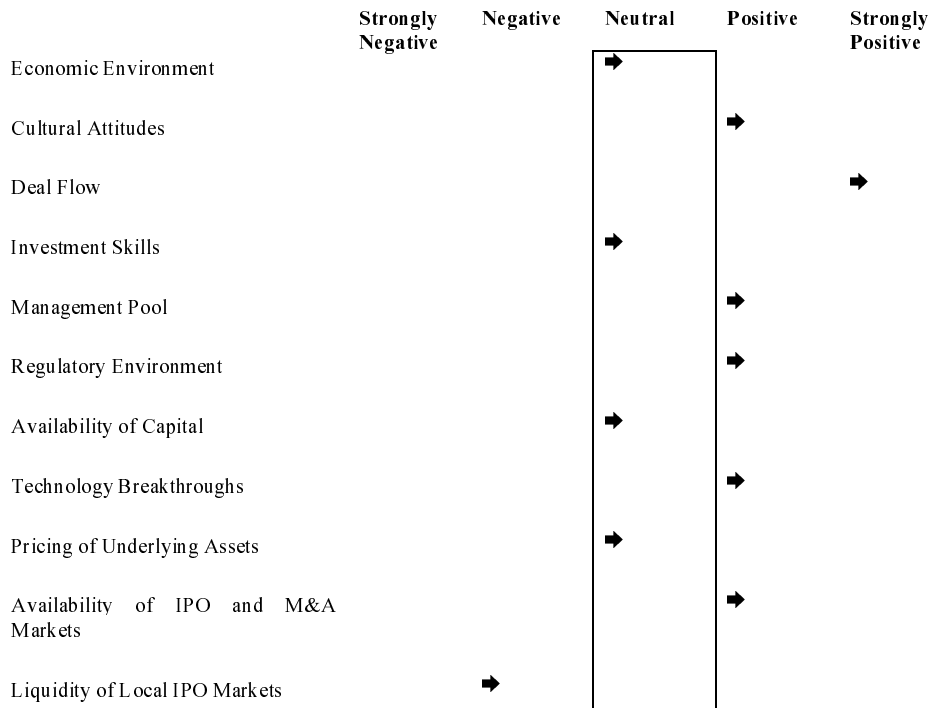 Strongly Negative Neutral Positive Strongly
Negative Positive
Economic Environment
Cultural Attitudes
Deal Flow
Investment Skills
Management Pool
Regulatory Environment
Availability of Capital
Technology Breakthroughs
Pricing of Underlying Assets
Availability of IPO and M&A
Markets
Liquidity of Local IPO Markets